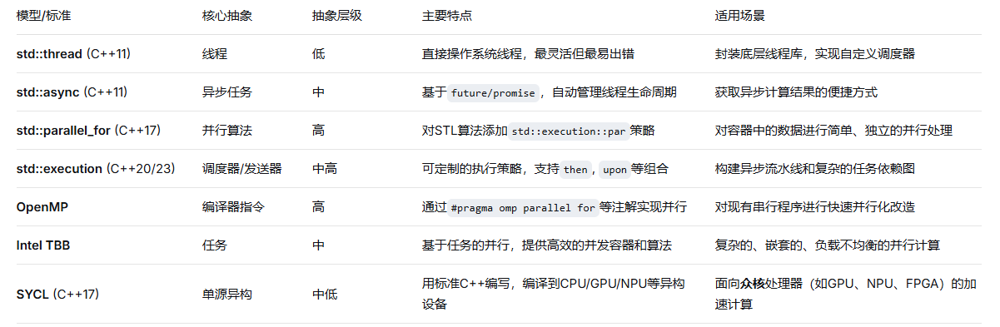 模型/标准 核心抽象 抽象层级 主要特点 适用场景
std::thread (C++11) 线程 低 直接操作系统线程，最灵活但最易出错 封装底层线程库，实现自定义调度器
std::async (C++11) 异步任务 中 基于 future/promise，自动管理线程生命周期 获取异步计算结果的便捷方式
std::parallel_for (C++17) 并行算法 高 对STL算法添加 std::execution::par 策略 对容器中的数据进行简单、独立的并行处理
std::execution (C++20/23) 调度器/发送器 中高 可定制的执行策略，支持 then, upon 等组合 构建异步流水线和复杂的任务依赖图
OpenMP 编译器指令 高 通过 #pragma omp parallel for 等注解实现并行 对现有串行程序进行快速并行化改造
Intel TBB 任务 中 基于任务的并行，提供高效的并发容器和算法 复杂的、嵌套的、负载不均衡的并行计算
SYCL (C++17) 单源异构 中低 用标准C++编写，编译到CPU/GPU/NPU等异构
设备
面向众核处理器（如GPU、NPU、FPGA）的加
速计算